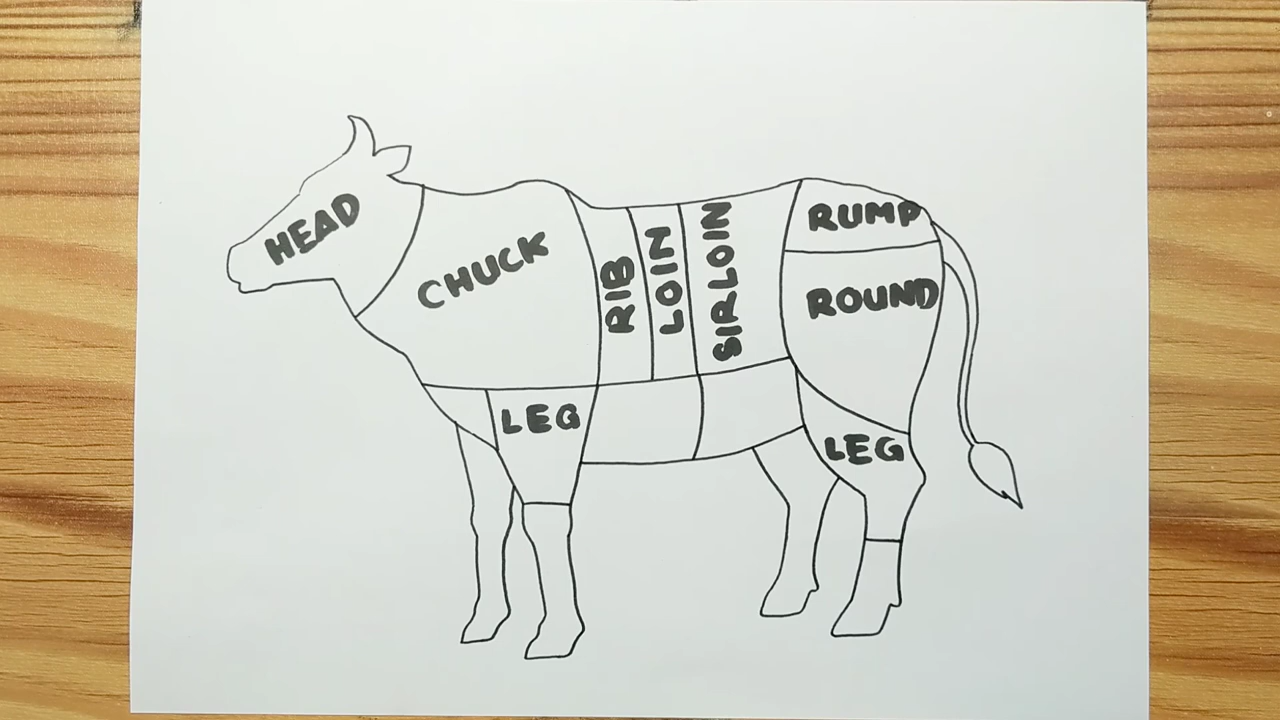 HEAD
CHUCK
RIB
LOIN
SIRLOIN
RUMP
ROUND
LEG
LEG